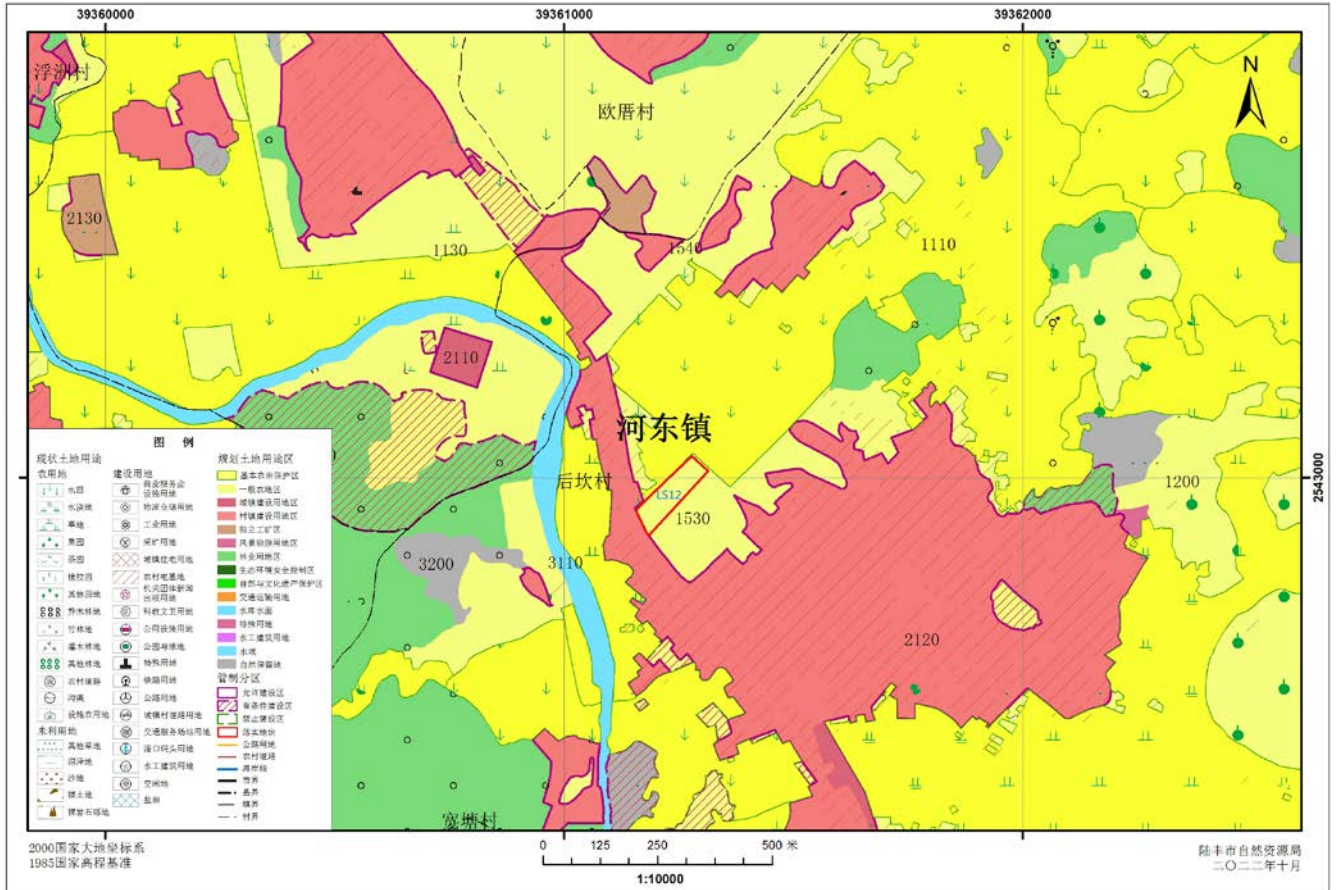 39360000
39361000
39362000
浮洲村
欧厝村
N
2130
1130
1540
1110
2110
河东镇
后坎村
LS12
1530
1200
2543000
3200
3110
2120
宽塘村
图 例
现状土地用途
农用地
水田
水浇地
旱地
果园
茶园
橡胶园
其他园地
乔木林地
竹林地
灌木林地
其他林地
农村道路
沟渠
设施农用地
未利用地
其他草地
沼泽地
沙地
裸土地
裸岩石砾地
建设用地
商业服务业
设施用地
物流仓储用地
工业用地
采矿用地
城镇住宅用地
农村宅基地
机关团体新闻
出版用地
科教文卫用地
公用设施用地
公园与绿地
特殊用地
铁路用地
公路用地
城镇村道路用地
交通服务场站用地
港口码头用地
水工建筑用地
空闲地
盐田
规划土地用途区
基本农田保护区
一般农地区
城镇建设用地区
村镇建设用地区
独立工矿区
风景旅游用地区
林业用地区
生态环境安全控制区
自然与文化遗产保护区
交通运输用地
水库水面
特殊用地
水工建筑用地
水域
自然保留地
管制分区
允许建设区
有条件建设区
禁止建设区
落实地块
公路用地
农村道路
海岸线
市界
县界
镇界
村界
2000国家大地坐标系
1985国家高程基准
0 125 250 500 米
1:10000
陆丰市自然资源局
二〇二二年十月